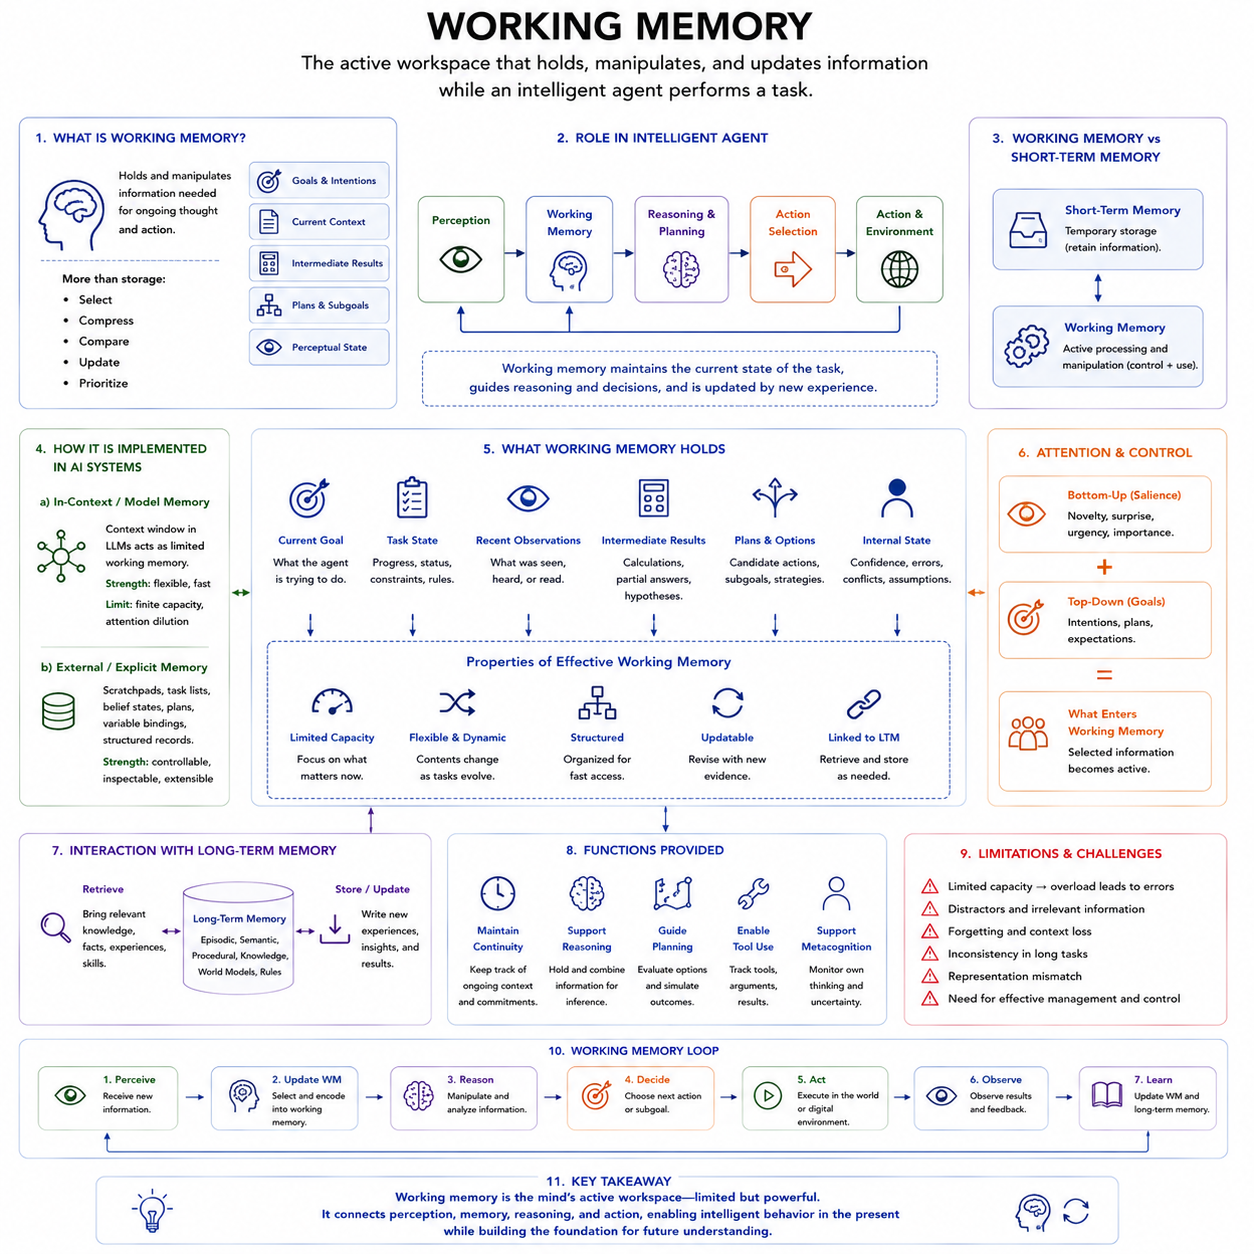 WORKING MEMORY
The active workspace that holds, manipulates, and updates information
while an intelligent agent performs a task.
1. WHAT IS WORKING MEMORY?
Holds and manipulates
information needed
for ongoing thought
and action.
More than storage:
• Select
• Compress
• Compare
• Update
• Prioritize
Goals & Intentions
Current Context
Intermediate Results
Plans & Subgoals
Perceptual State
2. ROLE IN INTELLIGENT AGENT
Perception
Working
Memory
Reasoning &
Planning
Action
Selection
Action &
Environment
Working memory maintains the current state of the task,
guides reasoning and decisions, and is updated by new experience.
3. WORKING MEMORY vs
SHORT-TERM MEMORY
Short-Term Memory
Temporary storage
(retain information).
Working Memory
Active processing and
manipulation (control + use).
4. HOW IT IS IMPLEMENTED
IN AI SYSTEMS
a) In-Context / Model Memory
Context window in
LLMs acts as limited
working memory.
Strength: flexible, fast
Limit: finite capacity,
attention dilution
b) External / Explicit Memory
Scratchpads, task lists,
belief states, plans,
variable bindings,
structured records.
Strength: controllable,
inspectable, extensible
5. WHAT WORKING MEMORY HOLDS
Current Goal
What the agent
is trying to do.
Task State
Progress, status,
constraints, rules.
Recent Observations
What was seen,
heard, or read.
Intermediate Results
Calculations,
partial answers,
hypotheses.
Plans & Options
Candidate actions,
subgoals, strategies.
Internal State
Confidence, errors,
conflicts, assumptions.
Properties of Effective Working Memory
Limited Capacity
Focus on what
matters now.
Flexible & Dynamic
Contents change
as tasks evolve.
Structured
Organized for
fast access.
Updatable
Revise with new
evidence.
Linked to LTM
Retrieve and store
as needed.
6. ATTENTION & CONTROL
Bottom-Up (Salience)
Novelty, surprise,
urgency, importance.
+
Top-Down (Goals)
Intentions, plans,
expectations.
=
What Enters
Working Memory
Selected information
becomes active.
7. INTERACTION WITH LONG-TERM MEMORY
Retrieve
Bring relevant
knowledge,
facts, experiences,
skills.
Long-Term Memory
Episodic, Semantic,
Procedural, Knowledge,
World Models, Rules
Store / Update
Write new
experiences,
insights, and
results.
8. FUNCTIONS PROVIDED
Maintain
Continuity
Keep track of
ongoing context
and commitments.
Support
Reasoning
Hold and combine
information for
inference.
Guide
Planning
Evaluate options
and simulate
outcomes.
Enable
Tool Use
Track tools,
arguments,
results.
Support
Metacognition
Monitor own
thinking and
uncertainty.
9. LIMITATIONS & CHALLENGES
Limited capacity → overload leads to errors
Distractors and irrelevant information
Forgetting and context loss
Inconsistency in long tasks
Representation mismatch
Need for effective management and control
10. WORKING MEMORY LOOP
1. Perceive
Receive new
information.
2. Update WM
Select and encode
into working
memory.
3. Reason
Manipulate and
analyze information.
4. Decide
Choose next action
or subgoal.
5. Act
Execute in the world
or digital
environment.
6. Observe
Observe results
and feedback.
7. Learn
Update WM and
long-term memory.
11. KEY TAKEAWAY
Working memory is the mind's active workspace—limited but powerful.
It connects perception, memory, reasoning, and action, enabling intelligent behavior in the present
while building the foundation for future understanding.